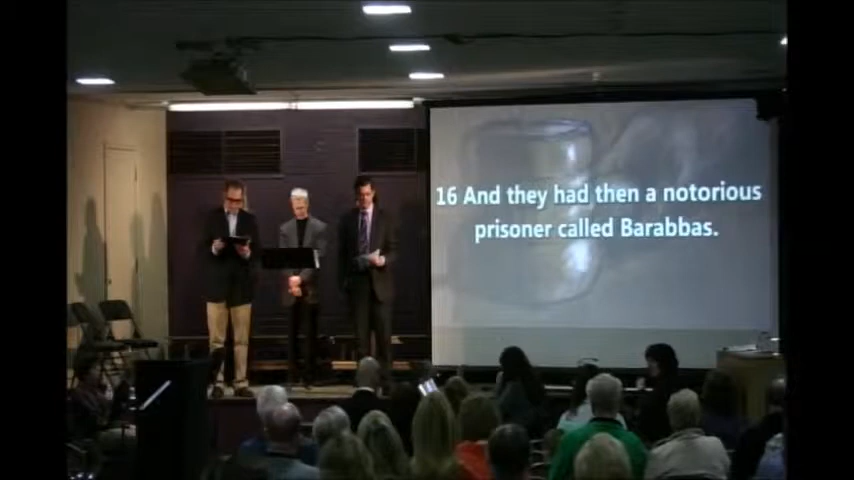 16 And they had then a notorious
prisoner called Barabbas.